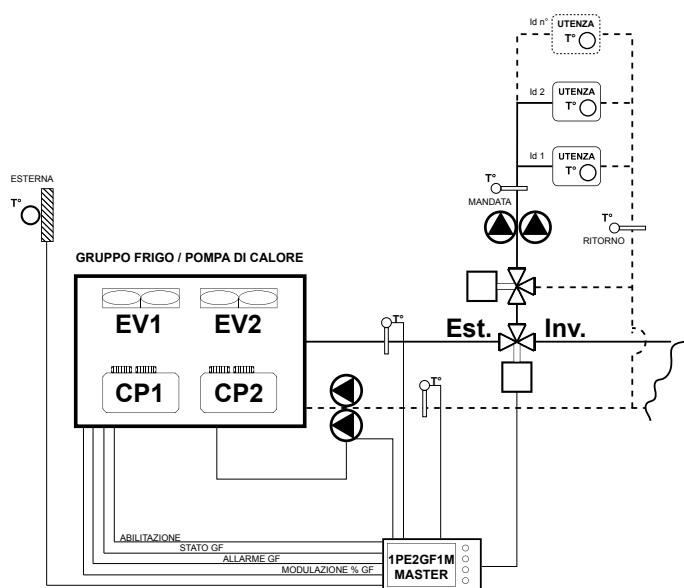 Id n°
UTENZA
T°
Id 2
UTENZA
T°
Id 1
UTENZA
T°
ESTERNA
T°
T°
MANDATA
T°
RITORNO
GRUPPO FRIGO / POMPA DI CALORE
EV1
EV2
T°
Est.
Inv.
CP1
CP2
T°
ABILITAZIONE
STATO GF
ALLARME GF
MODULAZIONE % GF
1PE2GF1M
MASTER